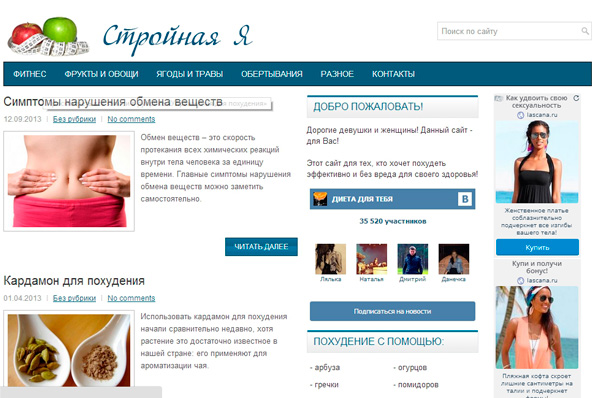 Стройная Я
Поиск по сайту
ФИТНЕС
ФРУКТЫ И ОВОЩИ
ЯГОДЫ И ТРАВЫ
ОБЕРТЫВАНИЯ
РАЗНОЕ
КОНТАКТЫ
Симптомы нарушения обмена веществ
похудения»
12.09.2013 | Без рубрики | No comments
Обмен веществ – это скорость
протекания всех химических реакций
внутри тела человека за единицу
времени. Главные симптомы нарушения
обмена веществ можно заметить
самостоятельно.
ЧИТАТЬ ДАЛЕЕ
Кардамон для похудения
01.04.2013 | Без рубрики | No comments
Использовать кардамон для похудения
начали сравнительно недавно, хотя
растение это достаточно известное в
нашей стране: его применяют для
ароматизации чая.
ДОБРО ПОЖАЛОВАТЬ!
Дорогие девушки и женщины! Данный сайт -
для Вас!
Этот сайт для тех, кто хочет похудеть
эффективно и без вреда для своего здоровья!
ДИЕТА ДЛЯ ТЕБЯ
B
35 520 участников
Лялька
Наталья
Дмитрий
Данечка
Подписаться на новости
ПОХУДЕНИЕ С ПОМОЩЬЮ:
- арбуза
- огурцов
- гречки
- помидоров
Как удвоить свою
сексуальность
lascana.ru
Женственное платье
соблазнительно
подчеркнет все изгибы
вашего тела!
Купить
Купи и получи
бонус!
lascana.ru
Пляжная кофта скроет
лишние сантиметры на
талии и подчеркнет